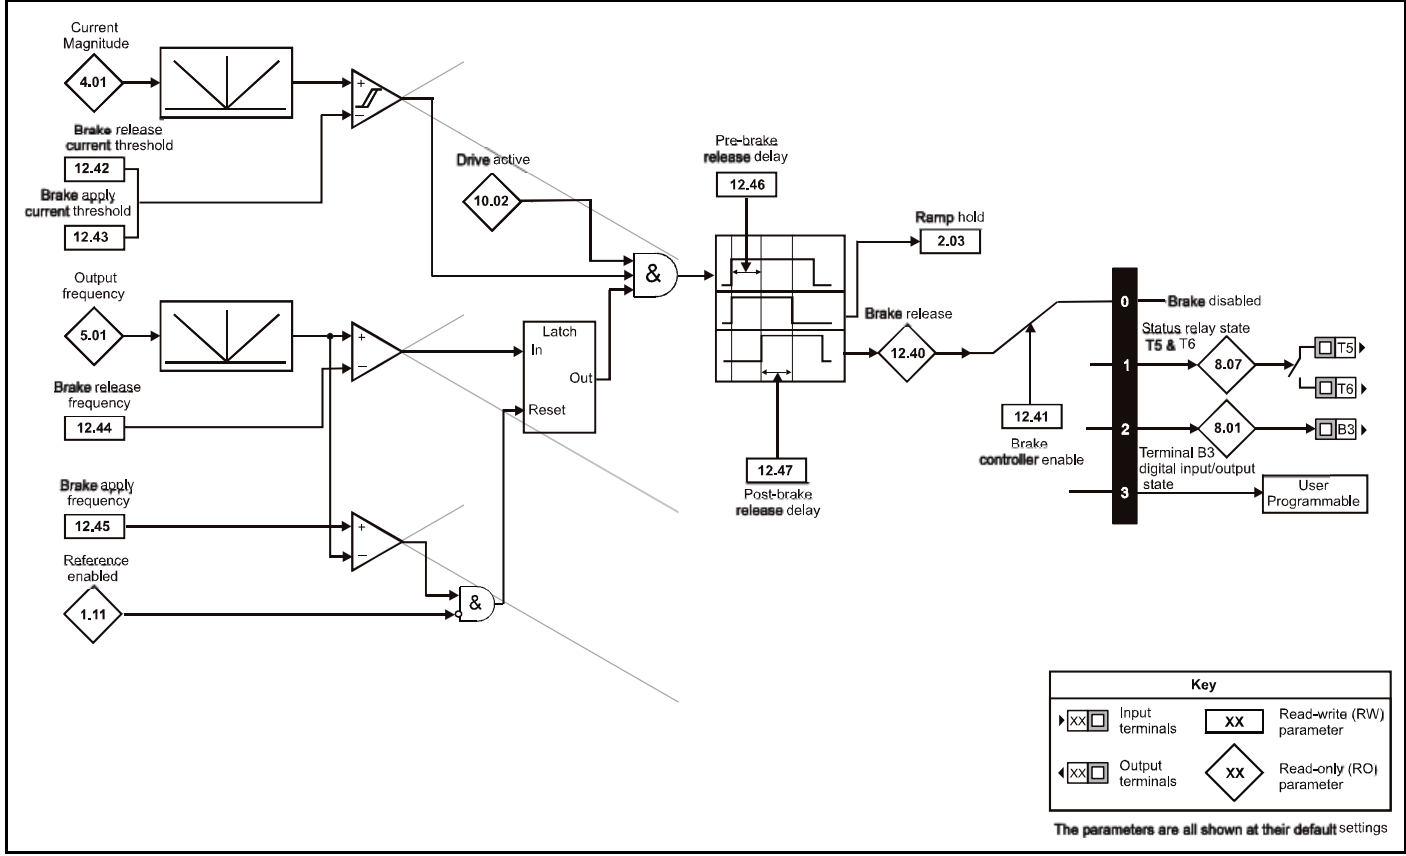 Current
Magnitude
4.01
+
−
Brake release
current threshold
12.42
Brake apply
current threshold
12.43
Drive active
10.02
&
Pre-brake
release delay
12.46
Ramp hold
2.03
Output
frequency
5.01
+
−
Brake release
frequency
12.44
Latch
In
Out
Reset
Brake release
12.40
12.47
Post-brake
release delay
12.41
Brake
controller enable
0
Brake disabled
Status relay state
T5 & T6
1
8.07
T5
T6
2
8.01
B3
Terminal B3
digital input/output
state
3
User
Programmable
Brake apply
frequency
12.45
+
−
Reference
enabled
1.11
&
Key
XX
Input
terminals
XX
Read-write (RW)
parameter
XX
Output
terminals
XX
Read-only (RO)
parameter
The parameters are all shown at their default settings